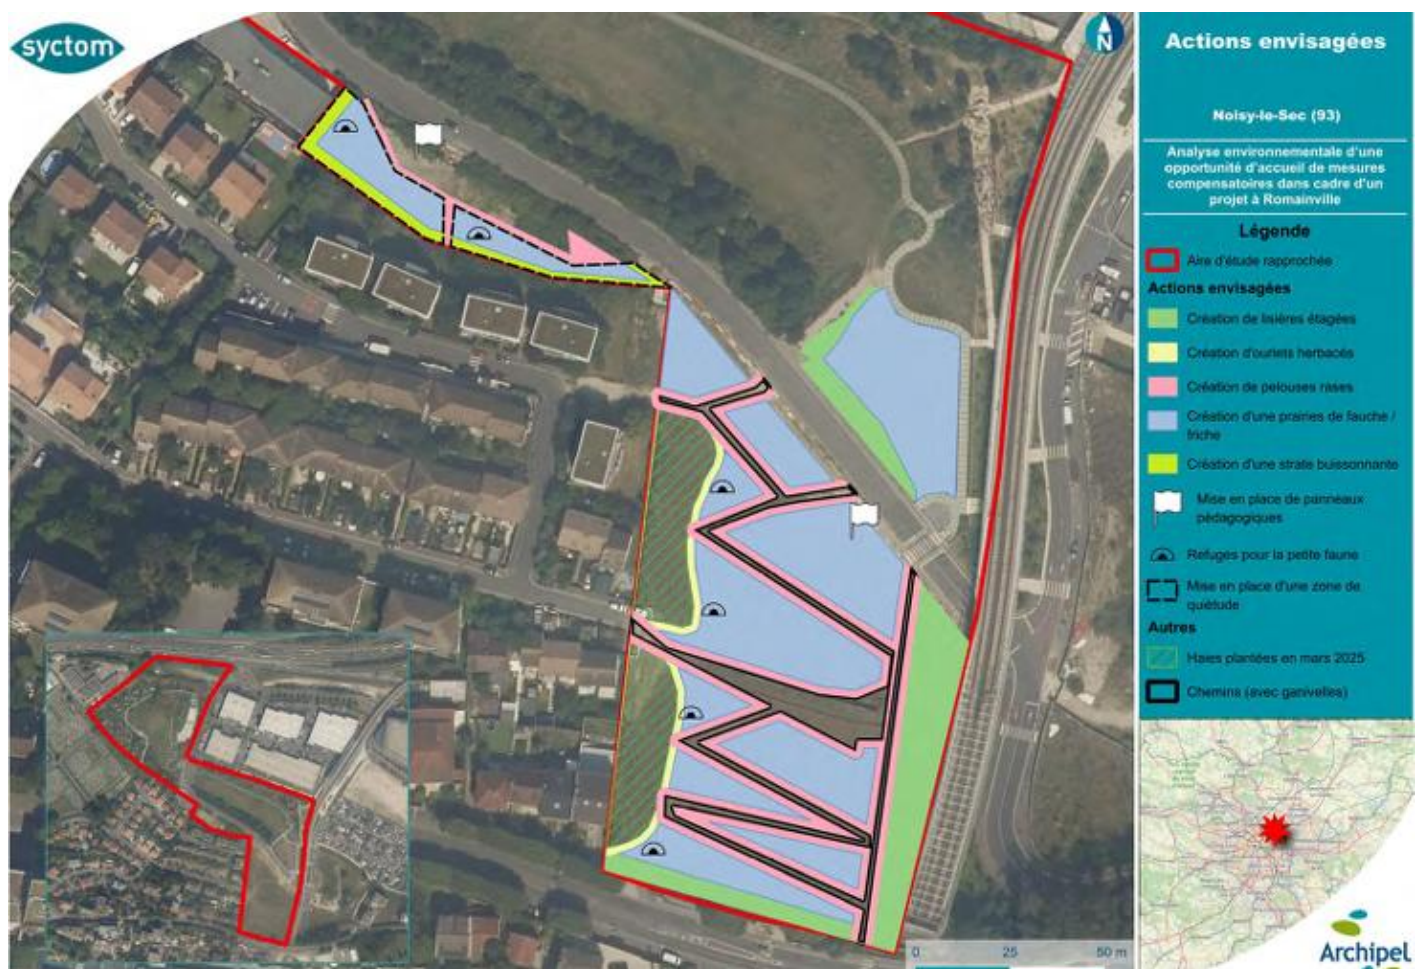 syctom
N
Actions envisagées
Noisy-le-Sec (93)
Analyse environnementale d'une
opportunité d'accueil de mesures
compensatoires dans cadre d'un
projet à Romainville
Légende
Aire d'étude rapprochée
Actions envisagées
Création de lisières étagées
Création d'ourlets herbacés
Création de pelouses rases
Création d'une prairies de fauche /
friche
Création d'une strate buissonnante
Mise en place de panneaux
pédagogiques
Refuges pour la petite faune
Mise en place d'une zone de
quiétude
Autres
Haies plantées en mars 2025
Chemins (avec ganivelles)
0 25 50 m
Archipel